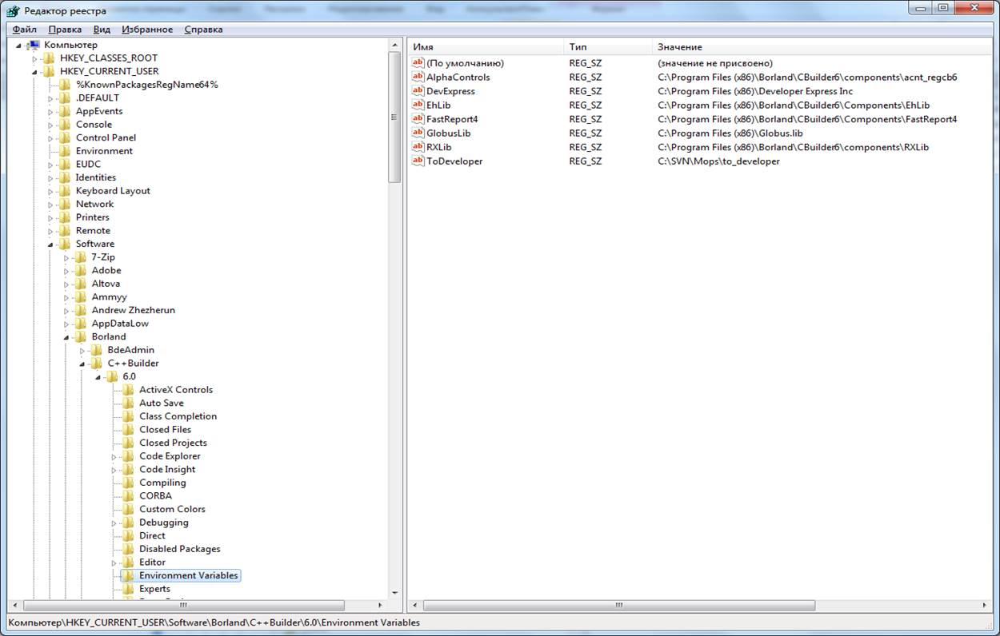 Редактор реестра
Файл Правка Вид Избранное Справка
Компьютер
HKEY_CLASSES_ROOT
HKEY_CURRENT_USER
%KnownPackagesRegName64%
.DEFAULT
AppEvents
Console
Control Panel
Environment
EUDC
Identities
Keyboard Layout
Network
Printers
Remote
Software
7-Zip
Adobe
Altova
Ammyy
Andrew Zhezherun
AppDataLow
Borland
BdeAdmin
C++Builder
6.0
ActiveX Controls
Auto Save
Class Completion
Closed Files
Closed Projects
Code Explorer
Code Insight
Compiling
CORBA
Custom Colors
Debugging
Direct
Disabled Packages
Editor
Environment Variables
Experts
Имя Тип Значение
(По умолчанию) REG_SZ (значение не присвоено)
AlphaControls REG_SZ C:\Program Files (x86)\Borland\CBuilder6\components\acnt_regcb6
DevExpress REG_SZ C:\Program Files (x86)\Developer Express Inc
EhLib REG_SZ C:\Program Files (x86)\Borland\CBuilder6\Components\EhLib
FastReport4 REG_SZ C:\Program Files (x86)\Borland\CBuilder6\Components\FastReport4
GlobusLib REG_SZ C:\Program Files (x86)\Globus.lib
RXLib REG_SZ C:\Program Files (x86)\Borland\CBuilder6\components\RXLib
ToDeveloper REG_SZ C:\SVN\Mops\to_developer
Компьютер\HKEY_CURRENT_USER\Software\Borland\C++Builder\6.0\Environment Variables